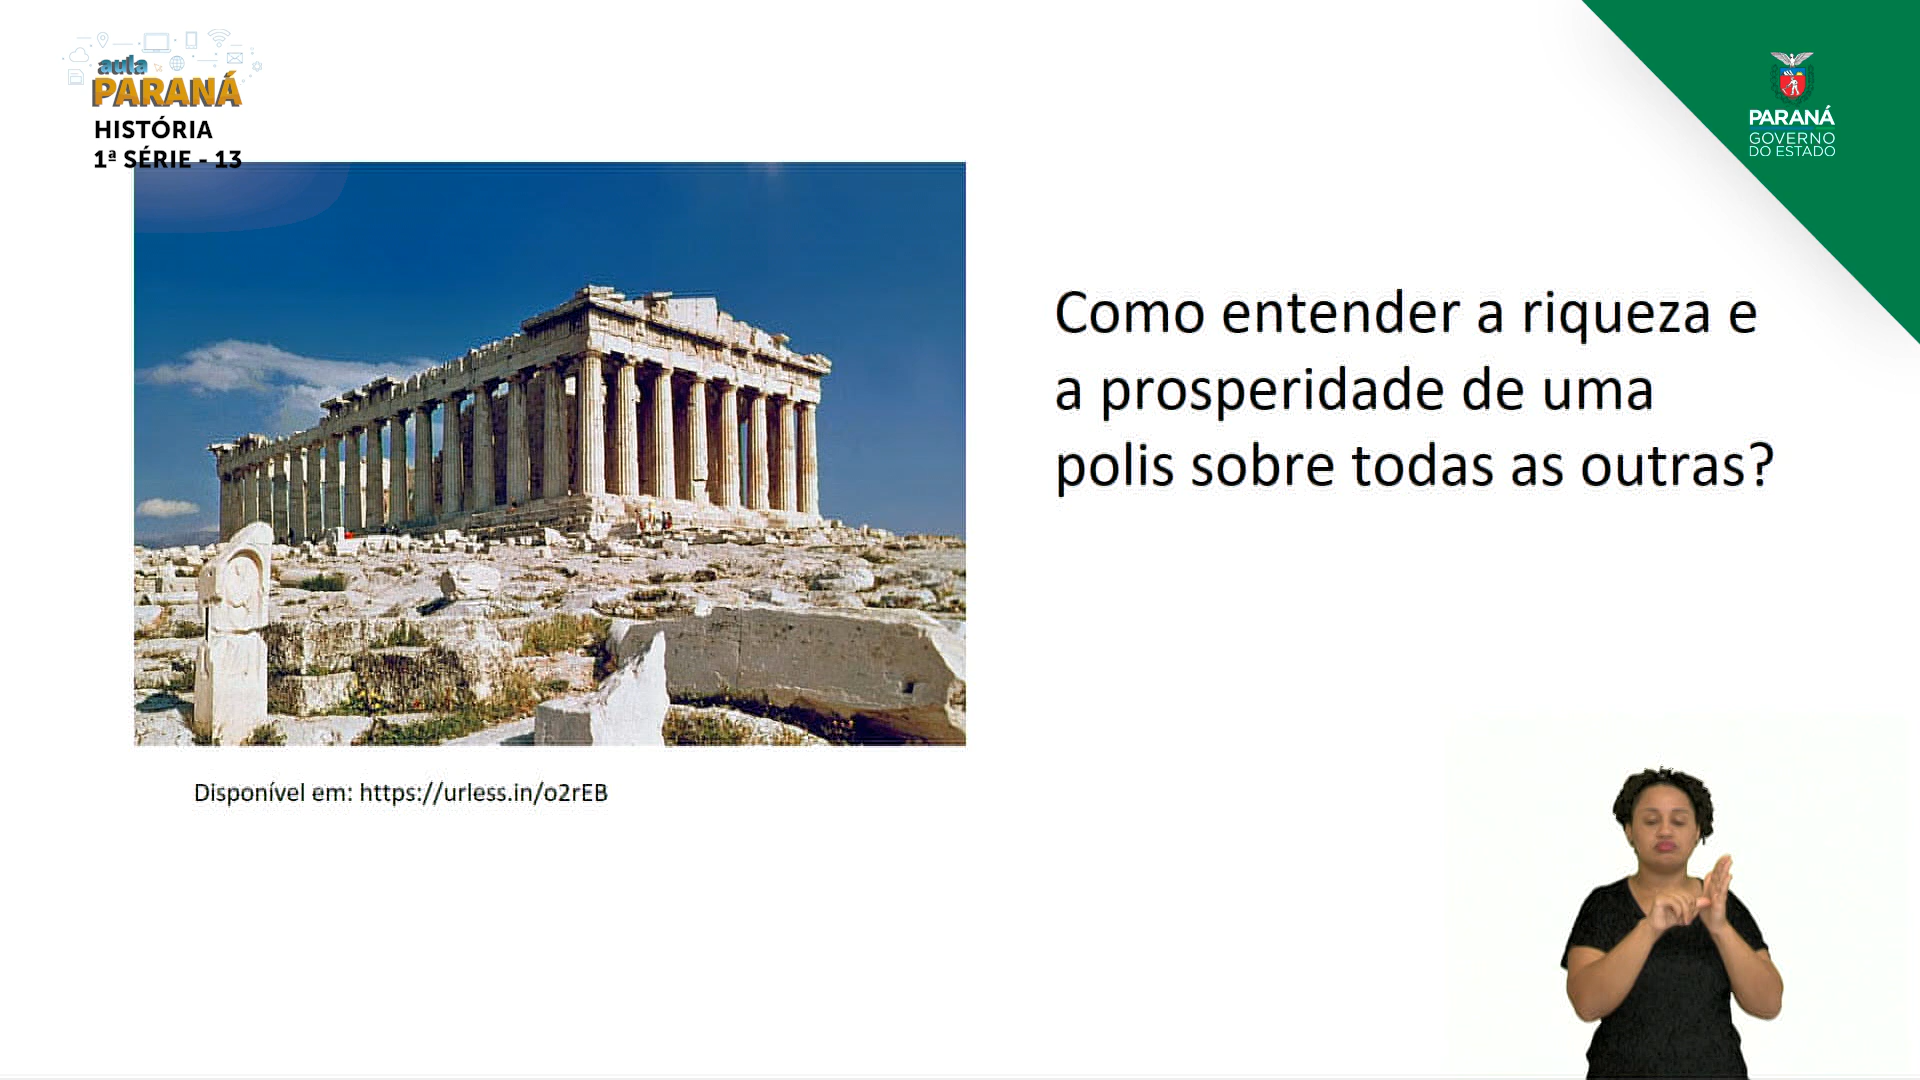 aula
PARANÁ
HISTÓRIA
1ª SÉRIE - 13
PARANÁ
GOVERNO
DO ESTADO
Como entender a riqueza e
a prosperidade de uma
polis sobre todas as outras?
Disponível em: https://urless.in/o2rEB